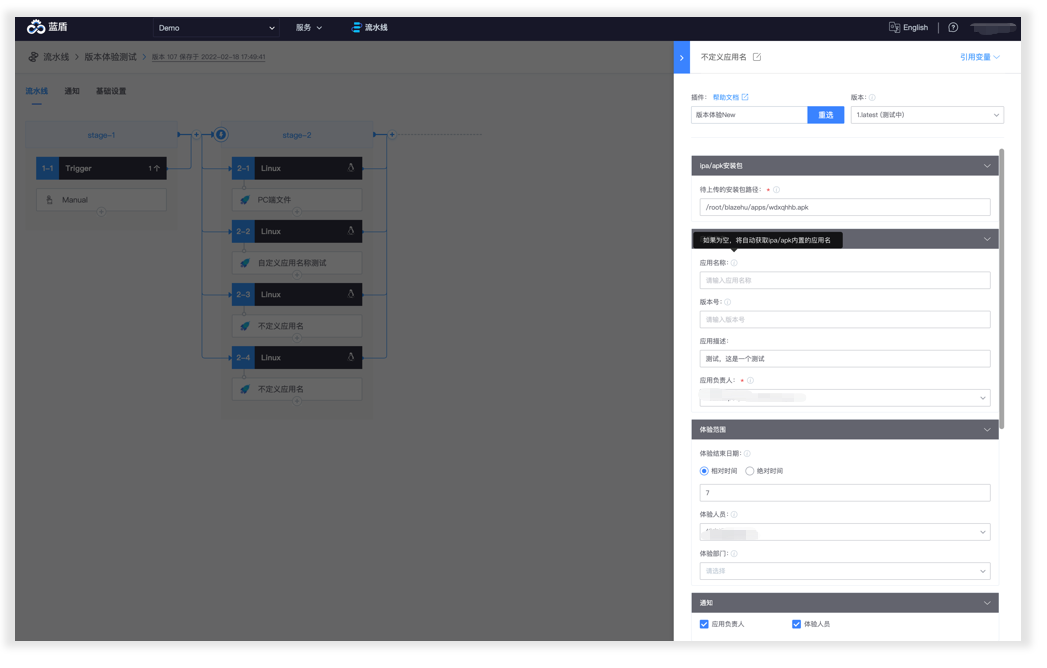 蓝盾 Demo 服务 流水线 English
流水线 > 版本体验测试 > 版本 107 保存于 2022-02-18 17:49:41
流水线 通知 基础设置
stage-1
1-1 Trigger 1个
Manual
stage-2
2-1 Linux
PC端文件
2-2 Linux
自定义应用名称测试
2-3 Linux
不定义应用名
2-4 Linux
不定义应用名
不定义应用名
引用变量
插件: 帮助文档
版本:
版本体验New 重选
1.latest (测试中)
ipa/apk安装包
待上传的安装包路径: *
/root/blazehu/apps/wdxqhhb.apk
如果为空，将自动获取ipa/apk内置的应用名
应用名称:
请输入应用名称
版本号:
请输入版本号
应用描述:
测试，这是一个测试
应用负责人: *
体验范围
体验结束日期:
相对时间 绝对时间
7
体验人员:
体验部门:
请选择
通知
应用负责人 体验人员